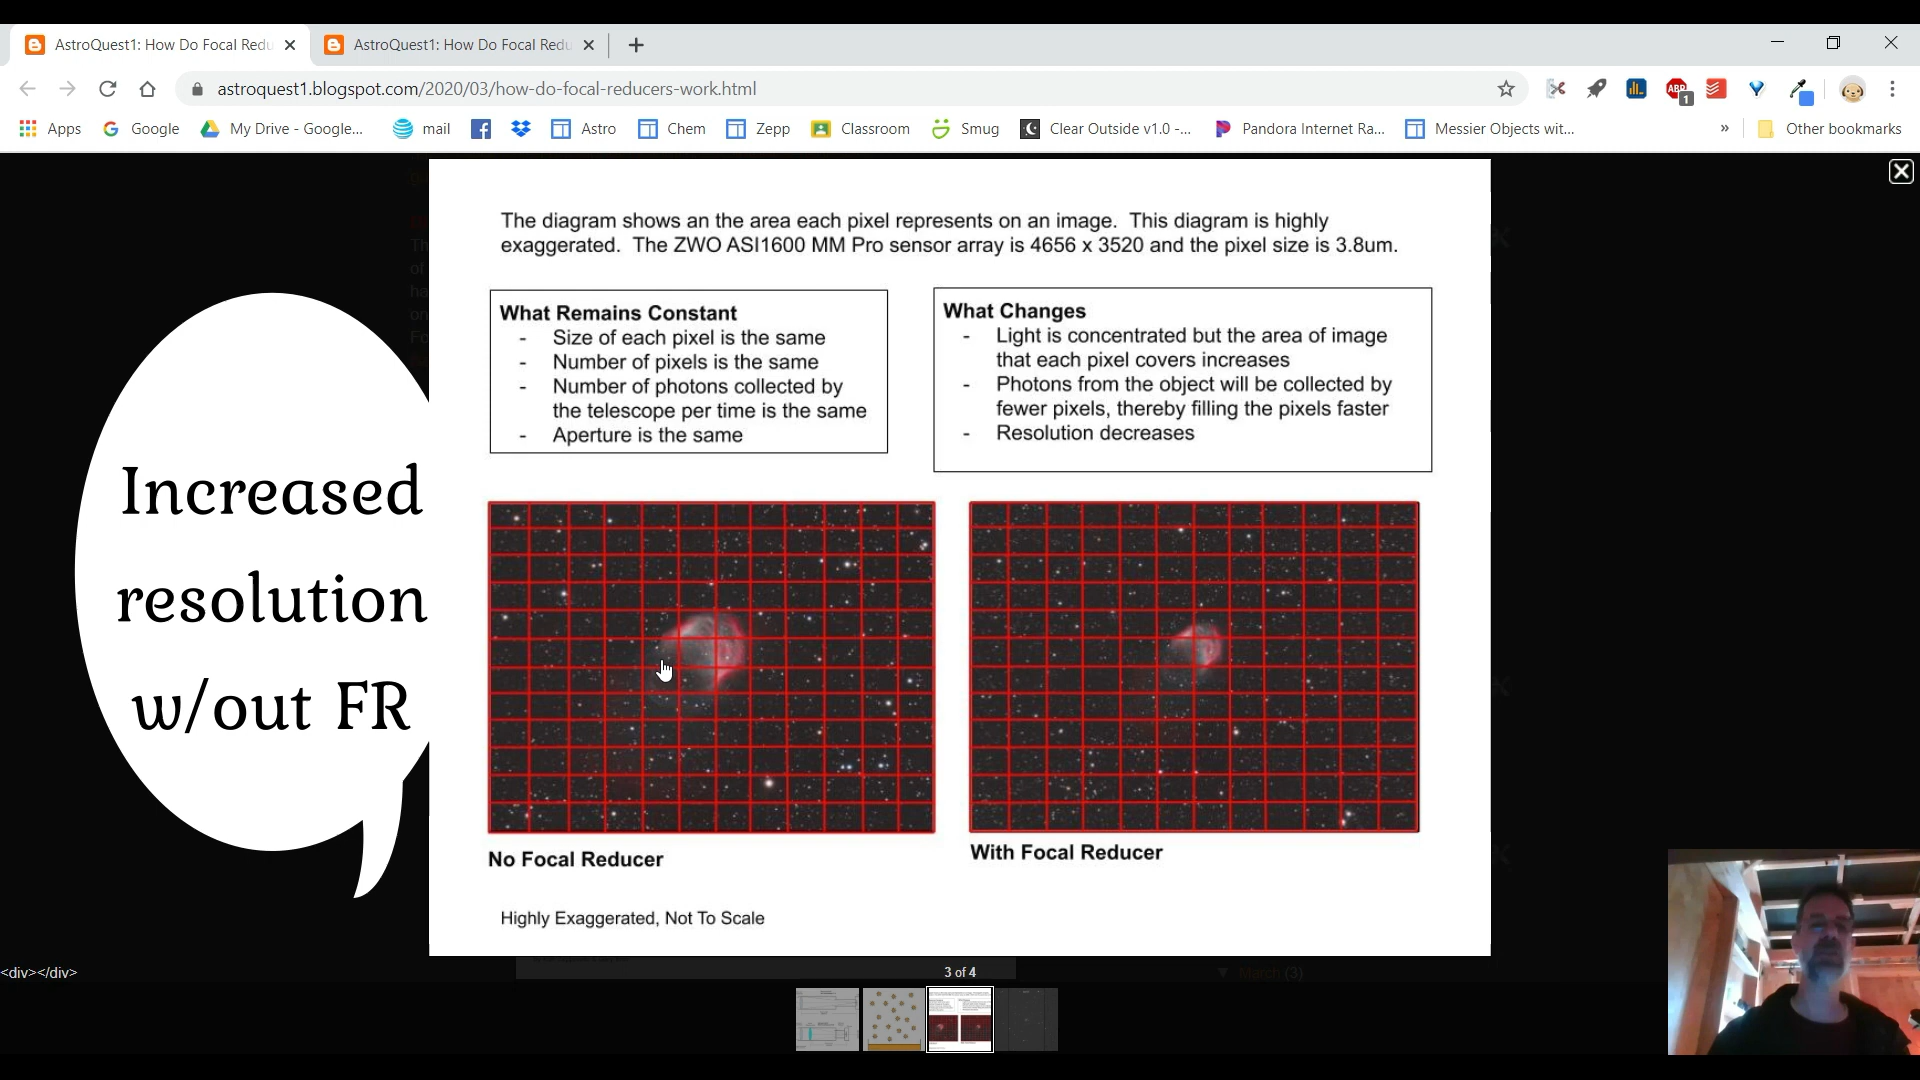 AstroQuest1: How Do Focal Redu
AstroQuest1: How Do Focal Redu
astroquest1.blogspot.com/2020/03/how-do-focal-reducers-work.html
ABP
1
Apps
Google
My Drive - Google...
mail
Astro
Chem
Zepp
Classroom
Smug
Clear Outside v1.0 -...
Pandora Internet Ra...
Messier Objects wit...
»
Other bookmarks
The diagram shows an the area each pixel represents on an image. This diagram is highly
exaggerated. The ZWO ASI1600 MM Pro sensor array is 4656 x 3520 and the pixel size is 3.8um.
What Remains Constant
- Size of each pixel is the same
- Number of pixels is the same
- Number of photons collected by
the telescope per time is the same
- Aperture is the same
What Changes
- Light is concentrated but the area of image
that each pixel covers increases
- Photons from the object will be collected by
fewer pixels, thereby filling the pixels faster
- Resolution decreases
Increased
resolution
w/out FR
No Focal Reducer
With Focal Reducer
Highly Exaggerated, Not To Scale
<div></div>
3 of 4
▼ March (3)